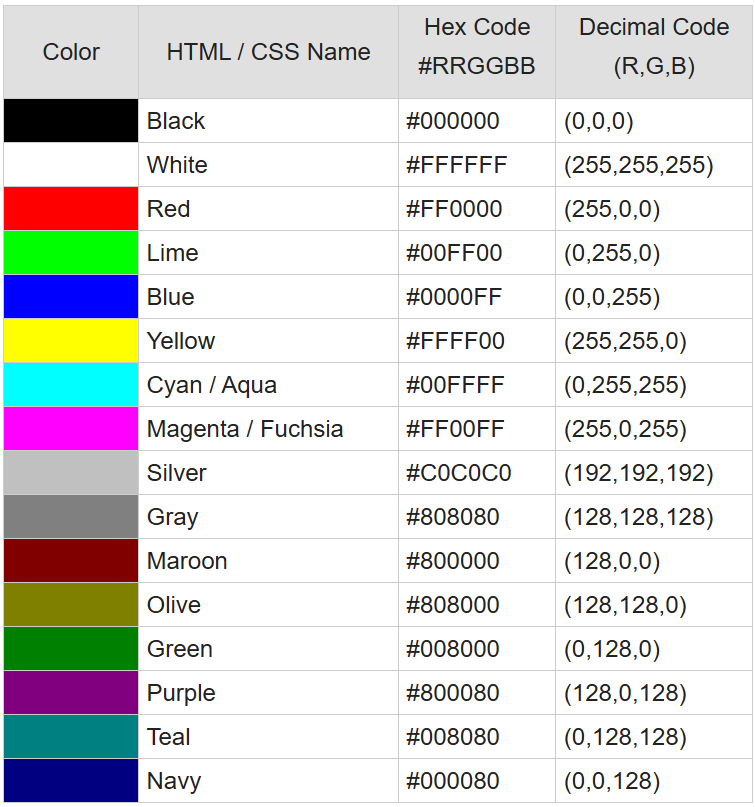 Color HTML / CSS Name Hex Code #RRGGBB Decimal Code (R,G,B)
Black #000000 (0,0,0)
White #FFFFFF (255,255,255)
Red #FF0000 (255,0,0)
Lime #00FF00 (0,255,0)
Blue #0000FF (0,0,255)
Yellow #FFFF00 (255,255,0)
Cyan / Aqua #00FFFF (0,255,255)
Magenta / Fuchsia #FF00FF (255,0,255)
Silver #C0C0C0 (192,192,192)
Gray #808080 (128,128,128)
Maroon #800000 (128,0,0)
Olive #808000 (128,128,0)
Green #008000 (0,128,0)
Purple #800080 (128,0,128)
Teal #008080 (0,128,128)
Navy #000080 (0,0,128)